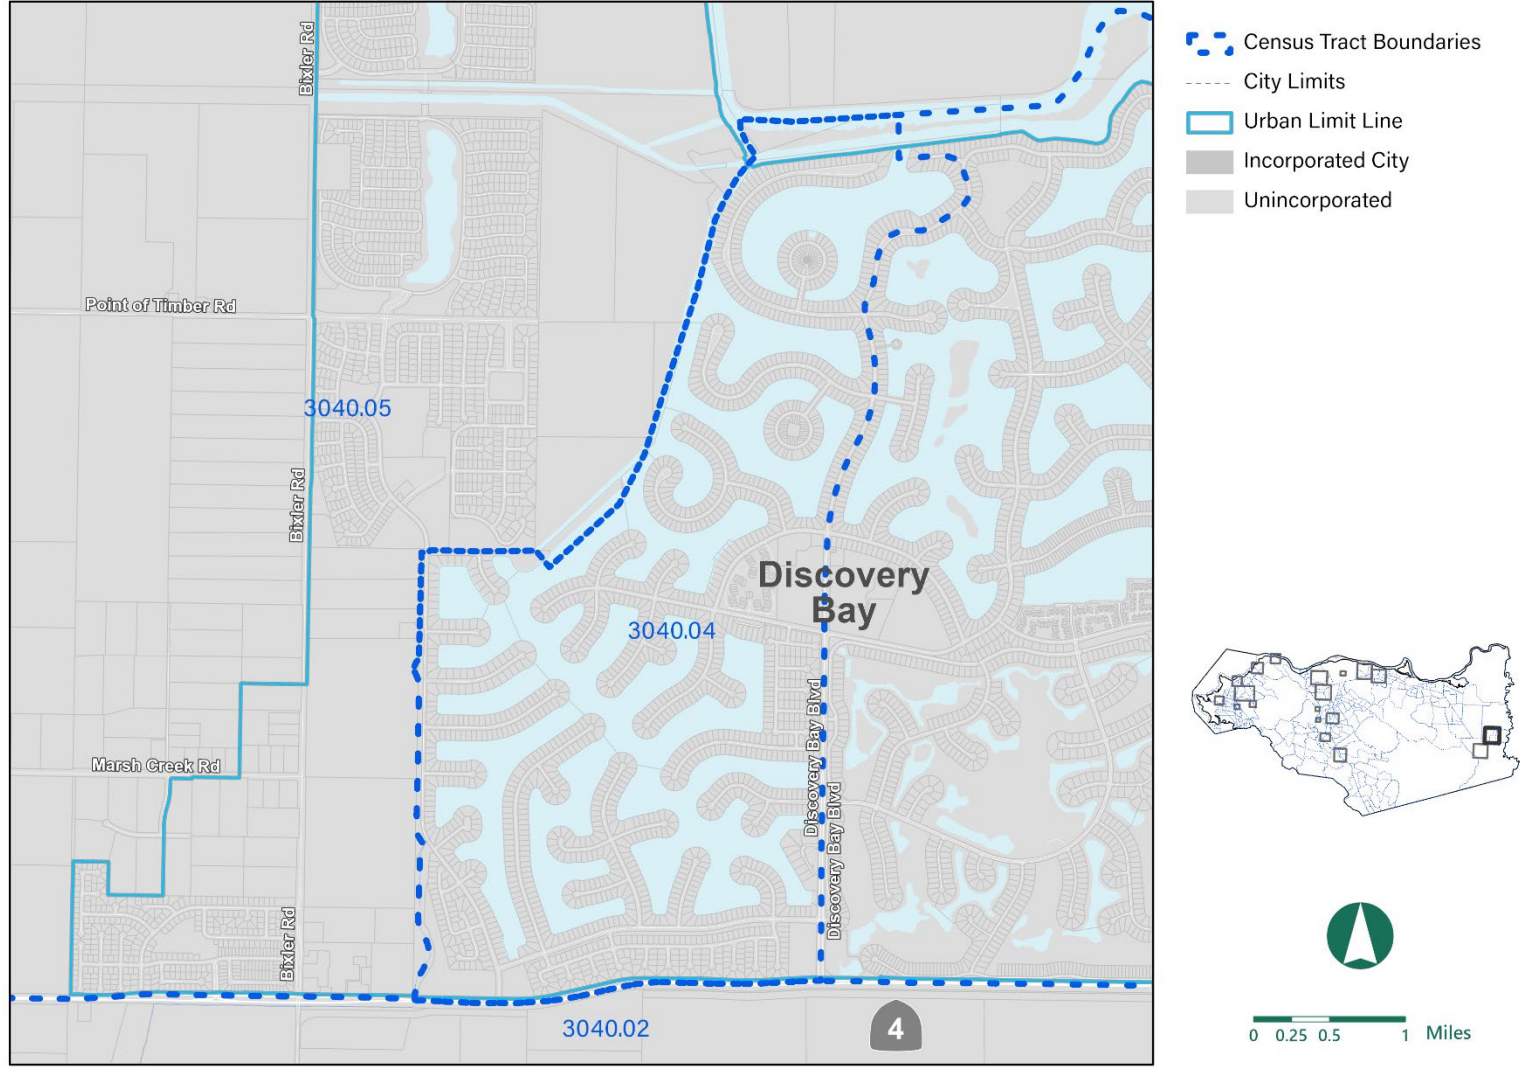 Bixler Rd
Point of Timber Rd
3040.05
Bixler Rd
Discovery
Bay
3040.04
Discovery Bay Blvd
Discovery Bay Blvd
Marsh Creek Rd
Bixler Rd
3040.02
4
Census Tract Boundaries
City Limits
Urban Limit Line
Incorporated City
Unincorporated
0 0.25 0.5 1 Miles